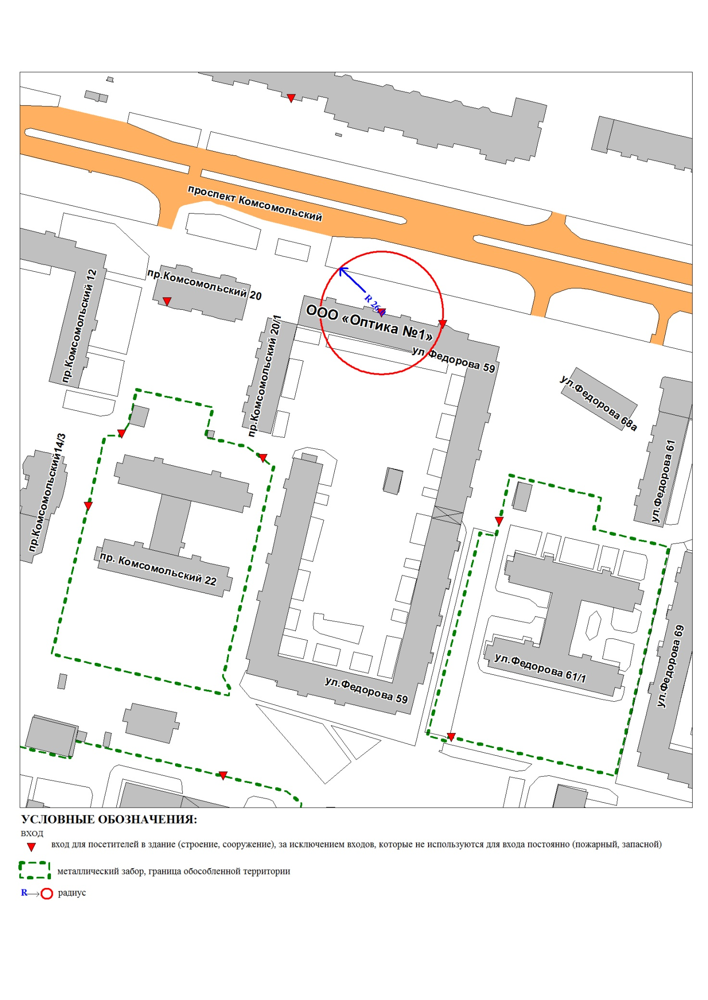 проспект Комсомольский
пр.Комсомольский 12
пр.Комсомольский 20
пр.Комсомольский 20/1
R 26,0
ООО «Оптика №1»
ул.Федорова 59
ул.Федорова 68а
ул.Федорова 61
пр.Комсомольский14/3
пр. Комсомольский 22
ул.Федорова 61/1
ул.Федорова 69
ул.Федорова 59
УСЛОВНЫЕ ОБОЗНАЧЕНИЯ:
ВХОД
вход для посетителей в здание (строение, сооружение), за исключением входов, которые не используются для входа постоянно (пожарный, запасной)
металлический забор, граница обособленной территории
R
радиус